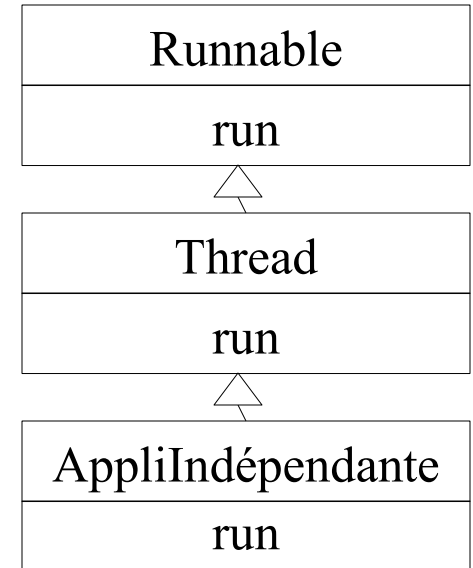 Runnable
run
Thread
run
AppliIndépendante
run